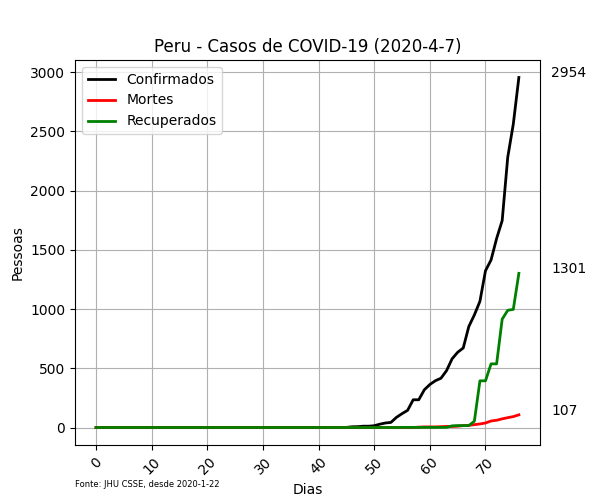 Peru - Casos de COVID-19 (2020-4-7)
Confirmados
Mortes
Recuperados
3000
2500
2000
1500
1000
500
0
Pessoas
2954
1301
107
0
10
20
30
40
50
60
70
Dias
Fonte: JHU CSSE, desde 2020-1-22